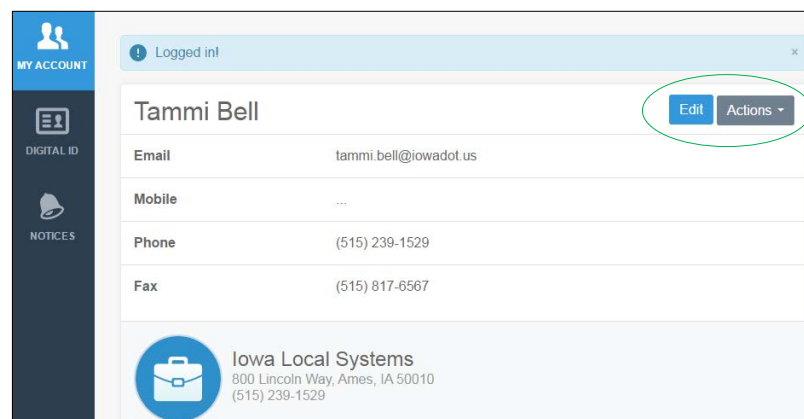 MY ACCOUNT
DIGITAL ID
NOTICES
Logged in!
×
Tammi Bell
Edit
Actions
Email tammi.bell@iowadot.us
Mobile ...
Phone (515) 239-1529
Fax (515) 817-6567
Iowa Local Systems
800 Lincoln Way, Ames, IA 50010
(515) 239-1529